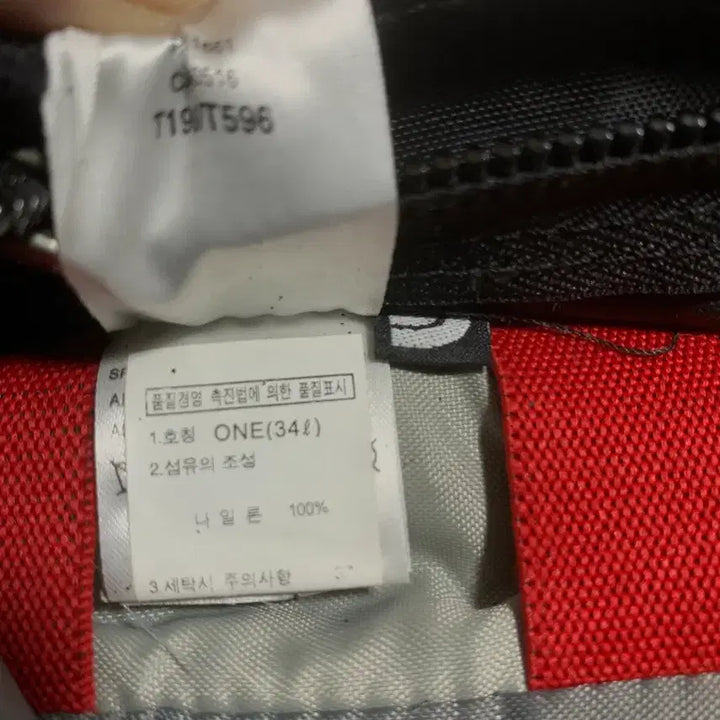 T19/T596
품질경영 촉진법에 의한 품질표시
1.호칭 ONE(34ℓ)
2.섬유의 조성
나 일 론 100%
3.세탁시 주의사항